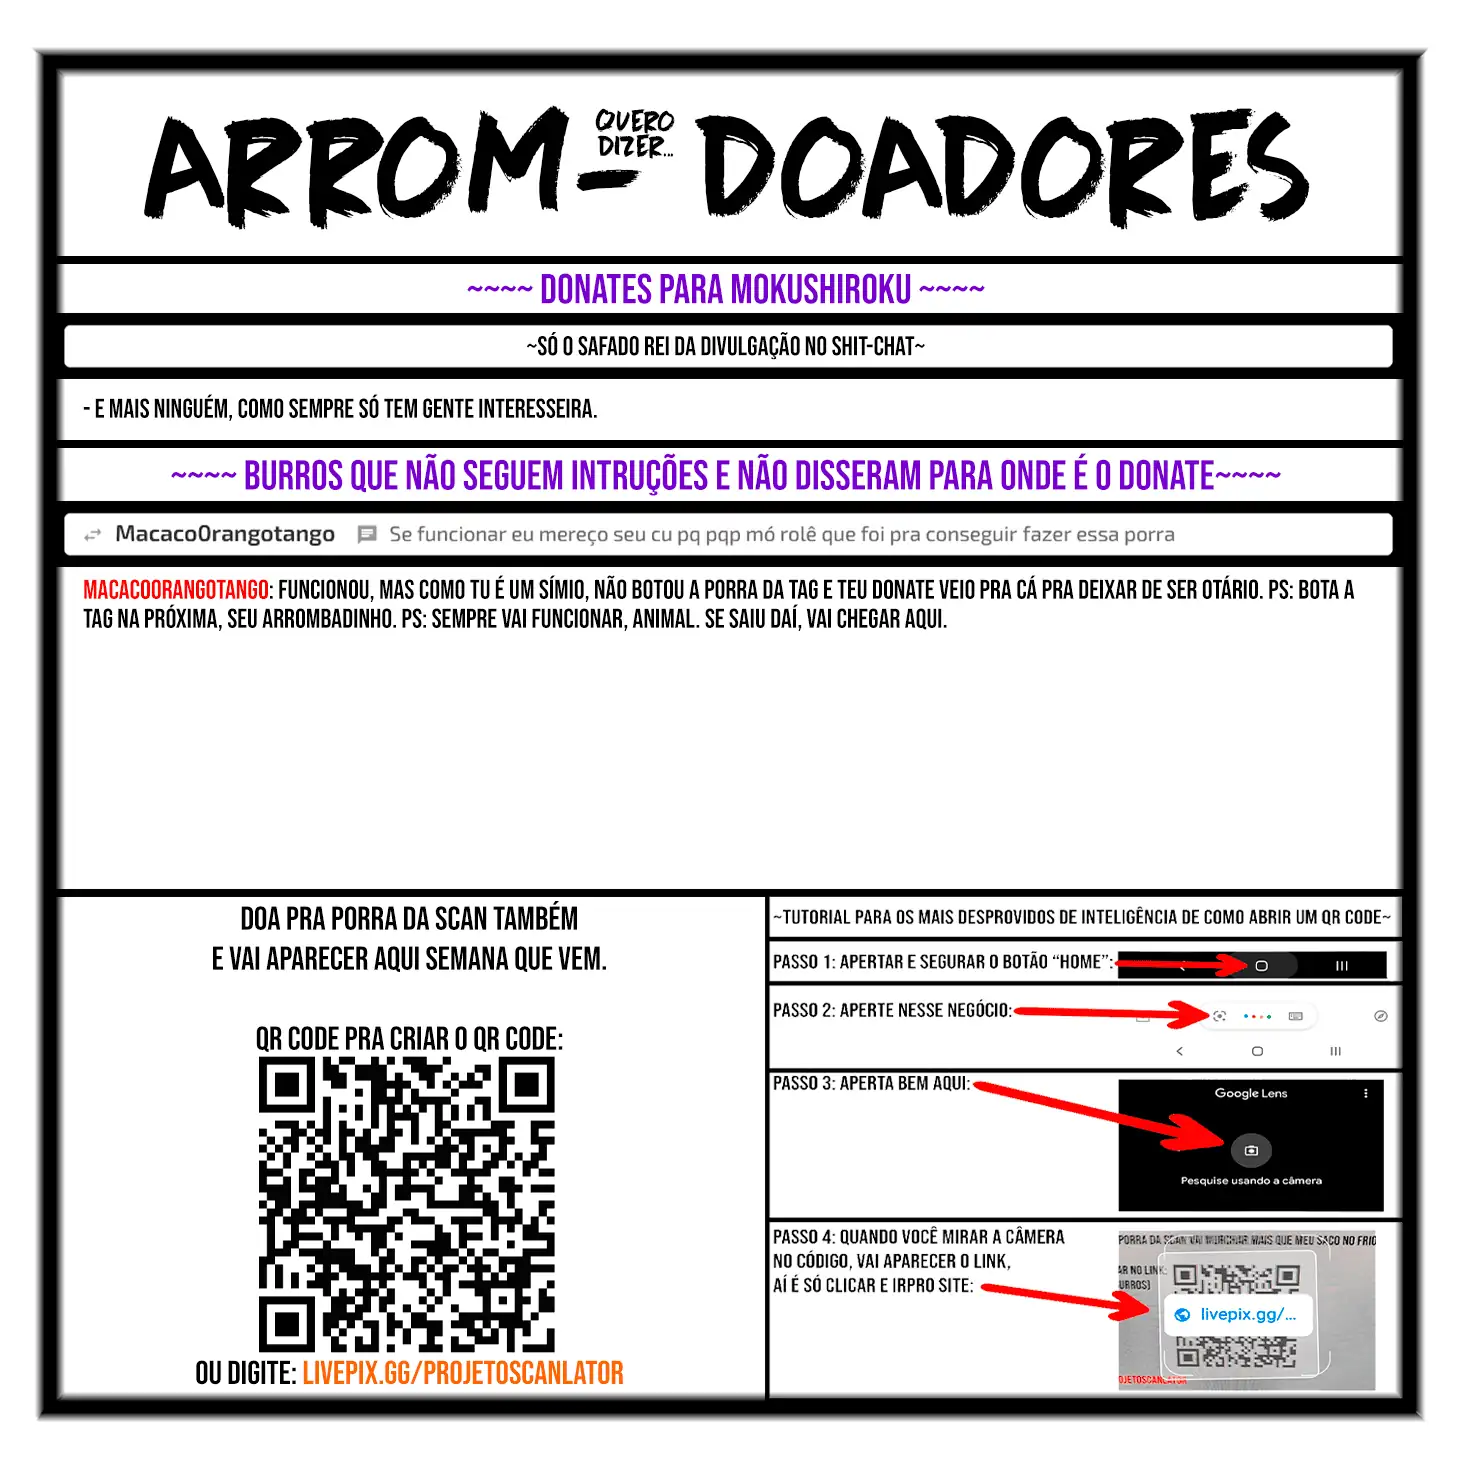 ARROM- QUERO DIZER... DOADORES
~~~~ DONATES PARA MOKUSHIROKU ~~~~
~SÓ O SAFADO REI DA DIVULGAÇÃO NO SHIT-CHAT~
- E MAIS NINGUÉM, COMO SEMPRE SÓ TEM GENTE INTERESSEIRA.
~~~~ BURROS QUE NÃO SEGUEM INTRUÇÕES E NÃO DISSERAM PARA ONDE É O DONATE~~~~
MacacoOrangotango Se funcionar eu mereço seu cu pq pqp mó rolê que foi pra conseguir fazer essa porra
MACACOORANGOTANGO: FUNCIONOU, MAS COMO TU É UM SÍMIO, NÃO BOTOU A PORRA DA TAG E TEU DONATE VEIO PRA CÁ PRA DEIXAR DE SER OTÁRIO. PS: BOTA A
TAG NA PRÓXIMA, SEU ARROMBADINHO. PS: SEMPRE VAI FUNCIONAR, ANIMAL. SE SAIU DAÍ, VAI CHEGAR AQUI.
DOA PRA PORRA DA SCAN TAMBÉM
E VAI APARECER AQUI SEMANA QUE VEM.
QR CODE PRA CRIAR O QR CODE:
OU DIGITE: LIVEPIX.GG/PROJETOSCANLATOR
~TUTORIAL PARA OS MAIS DESPROVIDOS DE INTELIGÊNCIA DE COMO ABRIR UM QR CODE~
PASSO 1: APERTAR E SEGURAR O BOTÃO “HOME”:
PASSO 2: APERTE NESSE NEGÓCIO:
PASSO 3: APERTA BEM AQUI:
Google Lens
Pesquise usando a câmera
PASSO 4: QUANDO VOCÊ MIRAR A CÂMERA
NO CÓDIGO, VAI APARECER O LINK,
AÍ É SÓ CLICAR E IRPRO SITE:
PORRA DA SCAN VAI MURCHAR MAIS QUE MEU SACO NO FRIO
AR NO LINK:
URROS)
livepix.gg/...
OJETOSCANLATOR